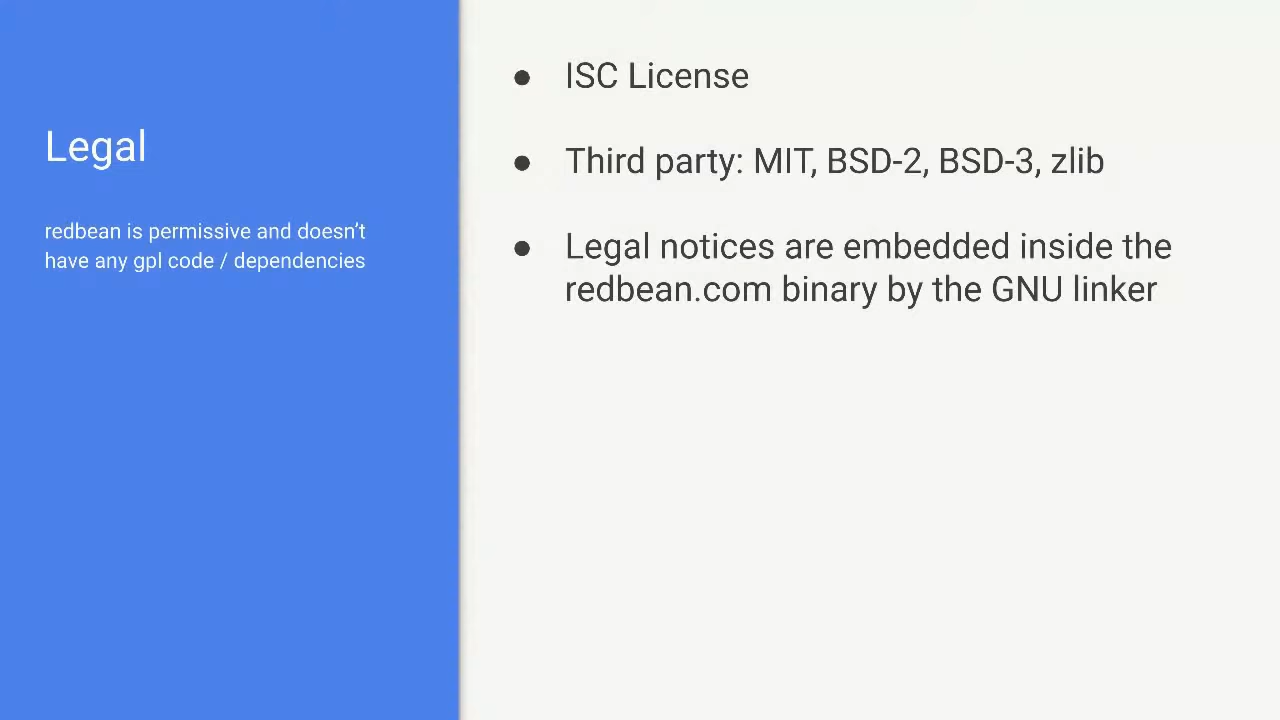 Legal
redbean is permissive and doesn’t
have any gpl code / dependencies
● ISC License
● Third party: MIT, BSD-2, BSD-3, zlib
● Legal notices are embedded inside the
redbean.com binary by the GNU linker